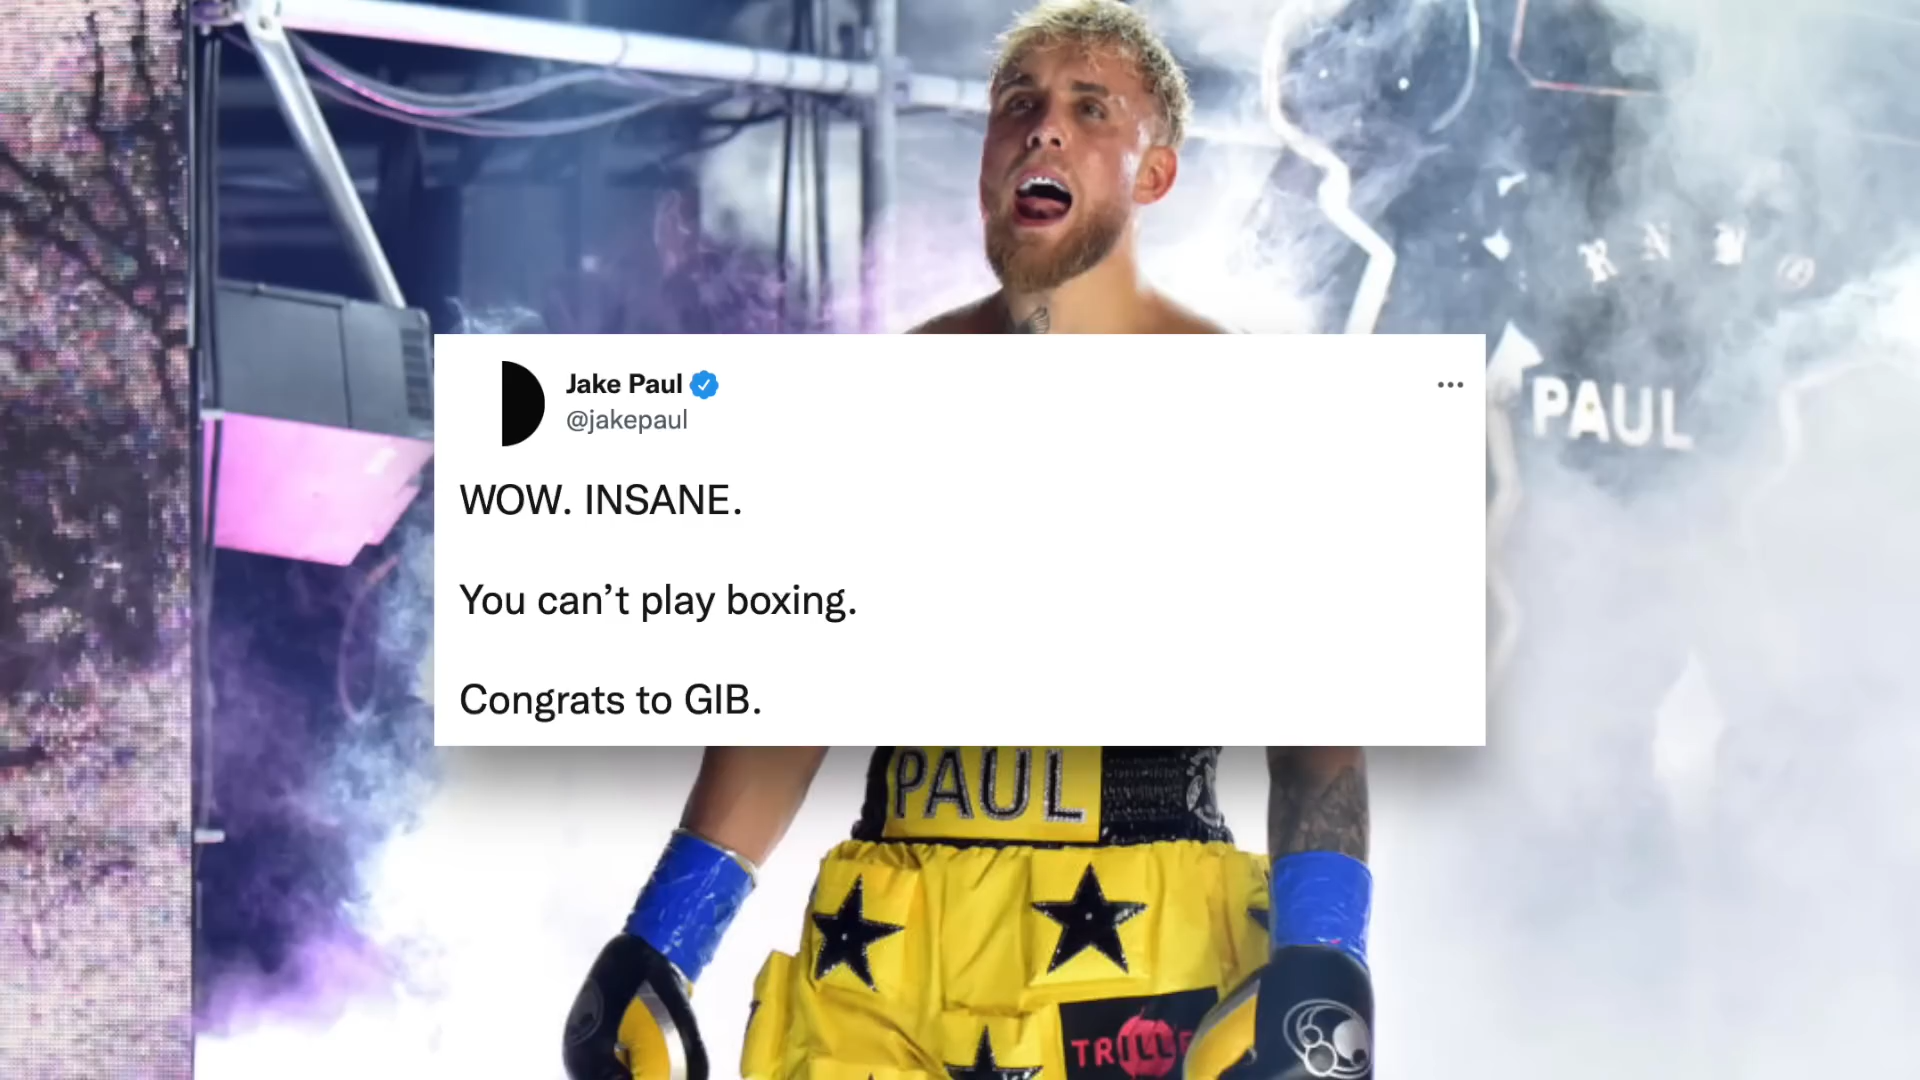 PAUL
Jake Paul
@jakepaul
WOW. INSANE.
You can’t play boxing.
Congrats to GIB.
PAUL